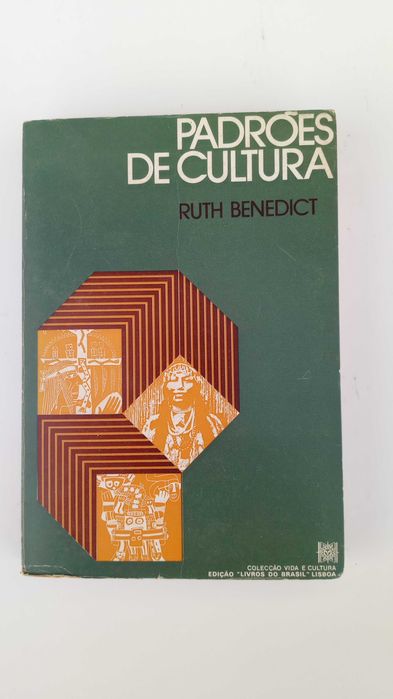 PADRÕES
DE CULTURA
RUTH BENEDICT
COLECÇÃO VIDA E CULTURA
EDIÇÃO "LIVROS DO BRASIL" LISBOA